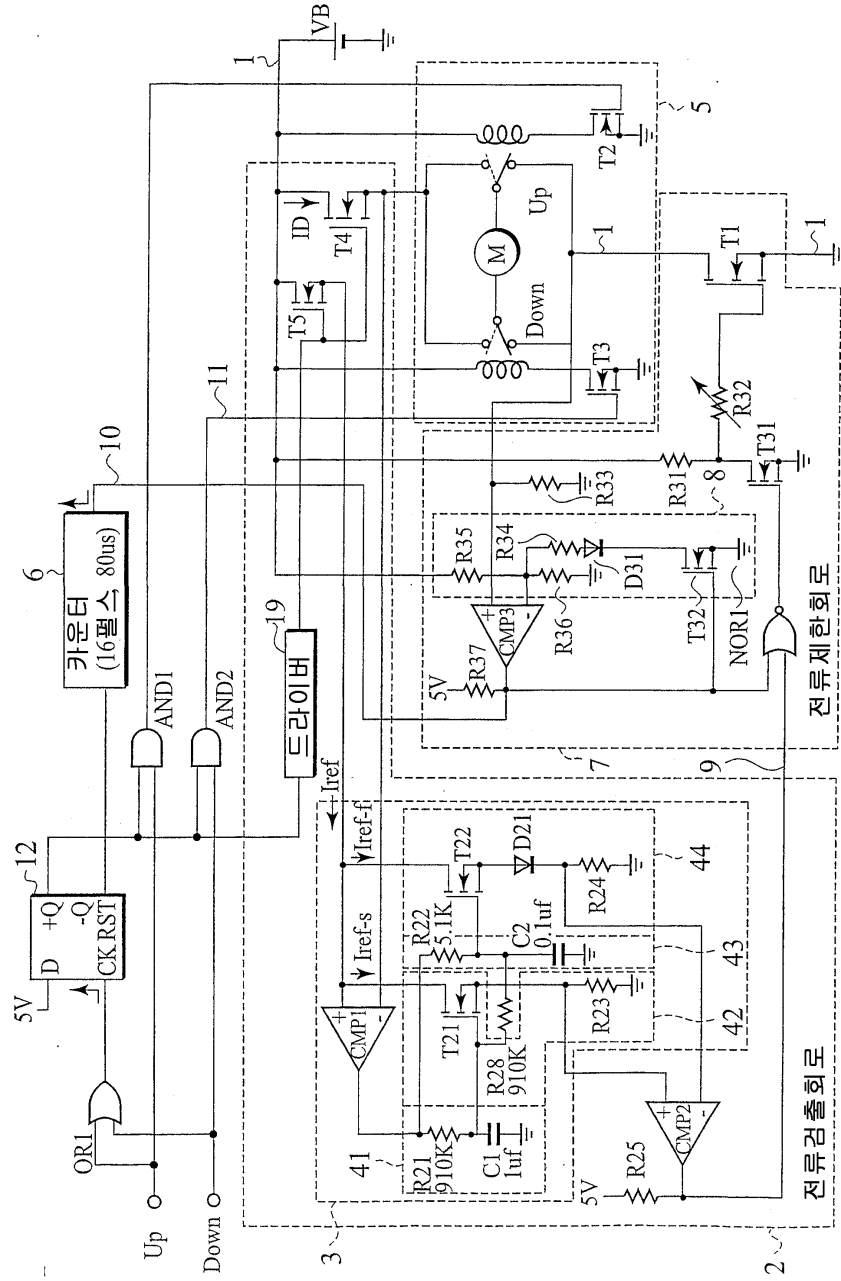 Up
Down
OR1
5V
D +Q
-Q
CK RST
12
AND1
AND2
카운터
(16펄스 80us)
6
10
11
드라이버
19
1
VB
ID
T4
T5
Iref
Iref-f
Iref-s
CMP1
+
-
3
41
R21
910K
C1
1uf
R22
5.1K
T21
T22
D21
R28
910K
C2
0.1uf
R23
R24
42
43
44
5V
R25
CMP2
+
-
2
전류검출회로
9
5V
R37
CMP3
+
-
R35
R34
R36
D31
T32
NOR1
R33
8
R31
R32
T31
T1
7
전류제한회로
M
Up
Down
T2
T3
5
1
1